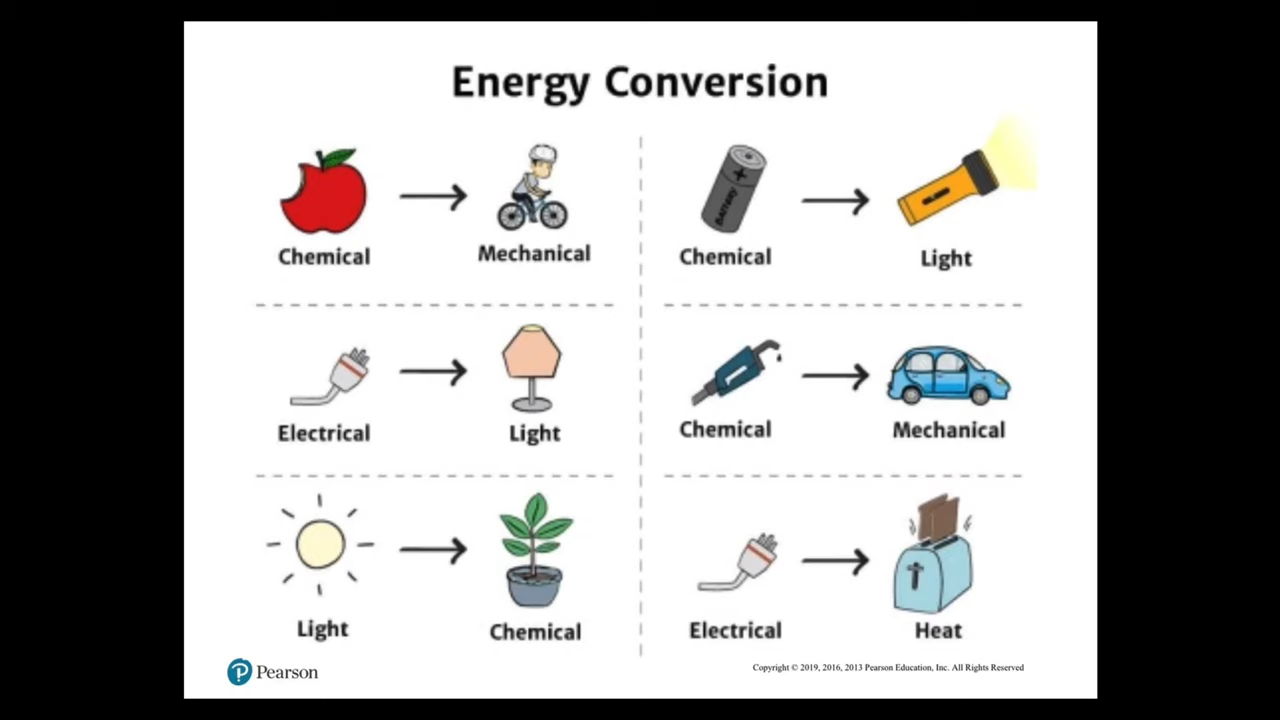 Energy Conversion
Chemical
Mechanical
BATTERY
+
Chemical
Light
Electrical
Light
Chemical
Mechanical
Light
Chemical
Electrical
Heat
P Pearson
Copyright © 2019, 2016, 2013 Pearson Education, Inc. All Rights Reserved